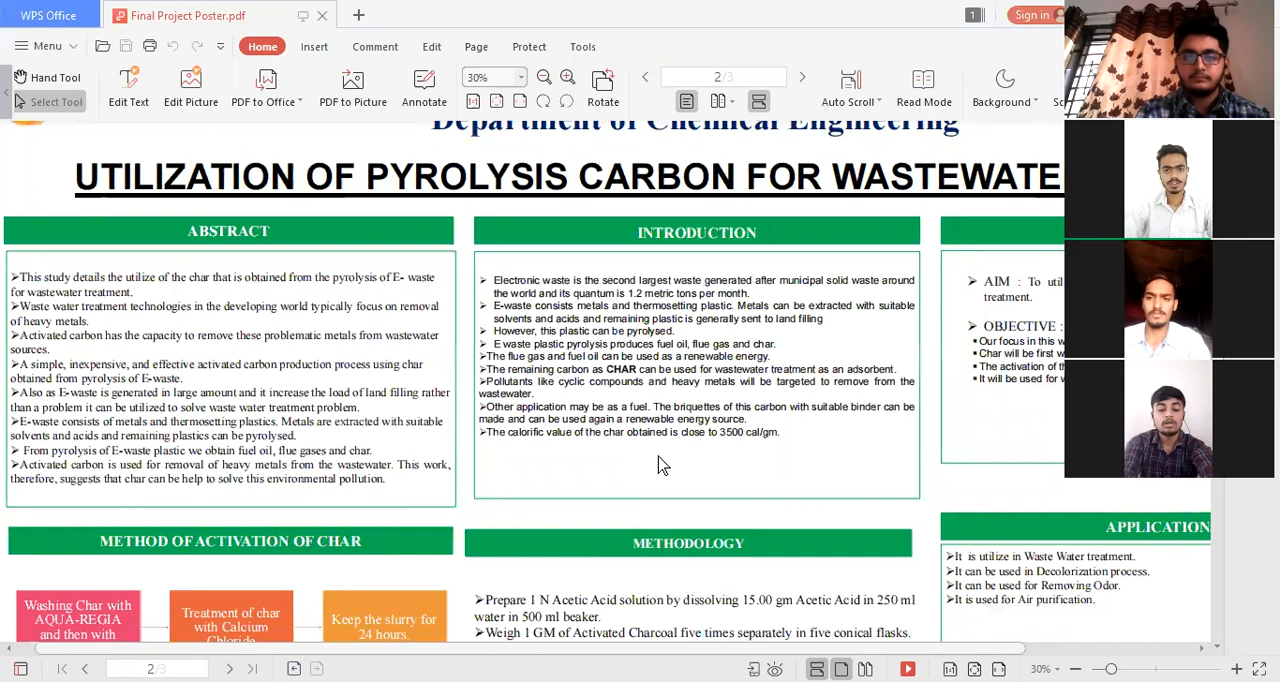 WPS Office
Final Project Poster.pdf
1
Sign in
Menu
Home
Insert
Comment
Edit
Page
Protect
Tools
Hand Tool
Select Tool
Edit Text
Edit Picture
PDF to Office
PDF to Picture
Annotate
30%
Rotate
2/3
Auto Scroll
Read Mode
Background
Department of Chemical Engineering
UTILIZATION OF PYROLYSIS CARBON FOR WASTEWATE
ABSTRACT
➢This study details the utilize of the char that is obtained from the pyrolysis of E- waste
for wastewater treatment.
➢Waste water treatment technologies in the developing world typically focus on removal
of heavy metals.
➢Activated carbon has the capacity to remove these problematic metals from wastewater
sources.
➢A simple, inexpensive, and effective activated carbon production process using char
obtained from pyrolysis of E-waste.
➢Also as E-waste is generated in large amount and it increase the load of land filling rather
than a problem it can be utilized to solve waste water treatment problem.
➢E-waste consists of metals and thermosetting plastics. Metals are extracted with suitable
solvents and acids and remaining plastics can be pyrolysed.
➢ From pyrolysis of E-waste plastic we obtain fuel oil, flue gases and char.
➢Activated carbon is used for removal of heavy metals from the wastewater. This work,
therefore, suggests that char can be help to solve this environmental pollution.
INTRODUCTION
➢ Electronic waste is the second largest waste generated after municipal solid waste around
the world and its quantum is 1.2 metric tons per month.
➢ E-waste consists metals and thermosetting plastic. Metals can be extracted with suitable
solvents and acids and remaining plastic is generally sent to land filling
➢ However, this plastic can be pyrolysed.
➢ E waste plastic pyrolysis produces fuel oil, flue gas and char.
➢The flue gas and fuel oil can be used as a renewable energy.
➢The remaining carbon as CHAR can be used for wastewater treatment as an adsorbent.
➢Pollutants like cyclic compounds and heavy metals will be targeted to remove from the
wastewater.
➢Other application may be as a fuel. The briquettes of this carbon with suitable binder can be
made and can be used again a renewable energy source.
➢The calorific value of the char obtained is close to 3500 cal/gm.
➢ AIM : To util
treatment.
➢ OBJECTIVE :
▪ Our focus in this w
▪ Char will be first w
▪ The activation of th
▪ It will be used for w
METHOD OF ACTIVATION OF CHAR
Washing Char with
AQUA-REGIA
and then with
Treatment of char
with Calcium
Chloride
Keep the slurry for
24 hours.
METHODOLOGY
➢Prepare 1 N Acetic Acid solution by dissolving 15.00 gm Acetic Acid in 250 ml
water in 500 ml beaker.
➢Weigh 1 GM of Activated Charcoal five times separately in five conical flasks.
APPLICATION
➢It is utilize in Waste Water treatment.
➢It can be used in Decolorization process.
➢It can be used for Removing Odor.
➢It is used for Air purification.
2/3
30%